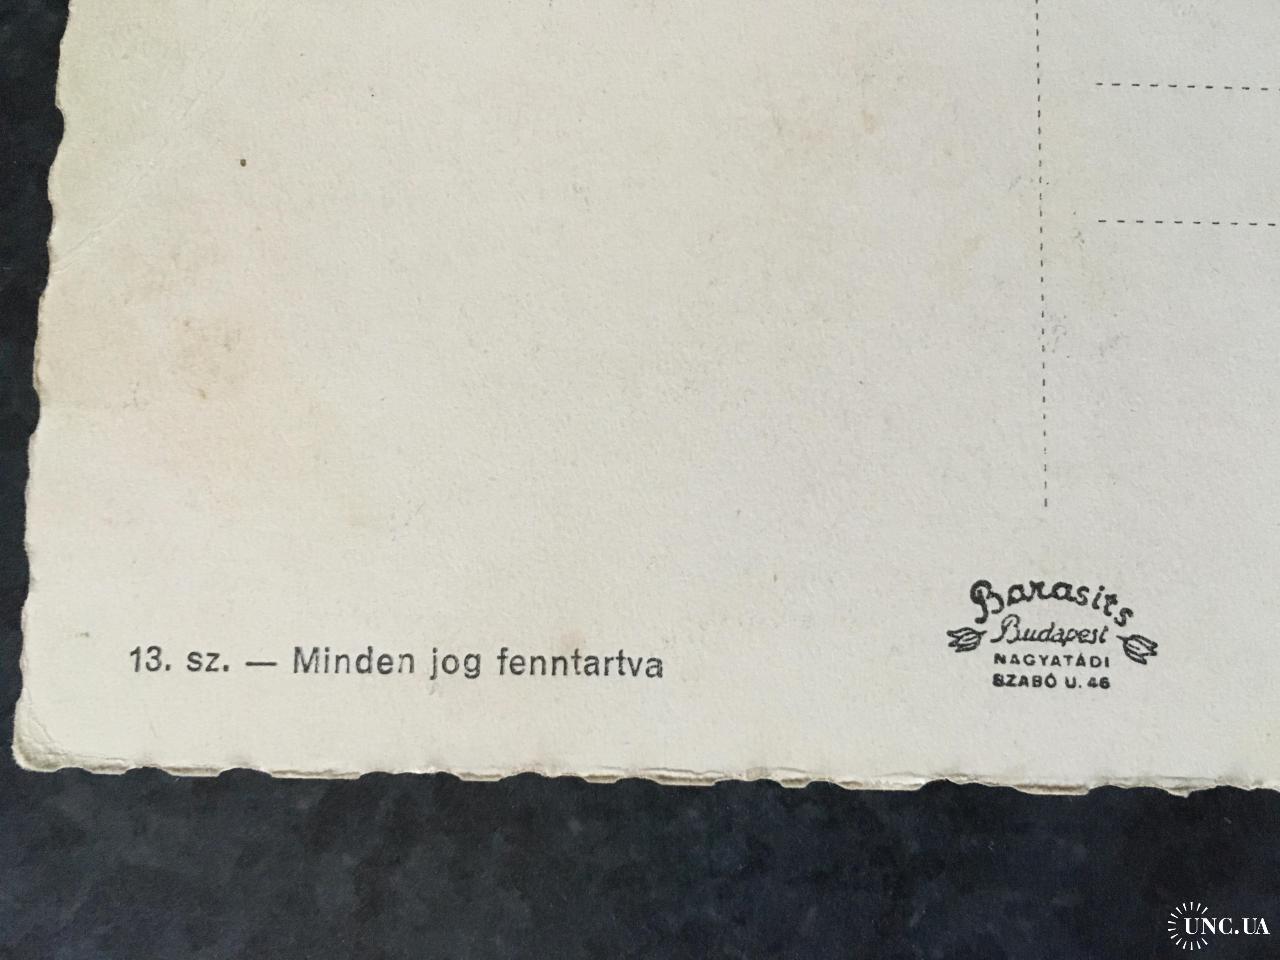 13. sz. — Minden jog fenntartva
Barasits
Budapest
NAGYATÁDI
SZABÓ U. 46
UNC.UA